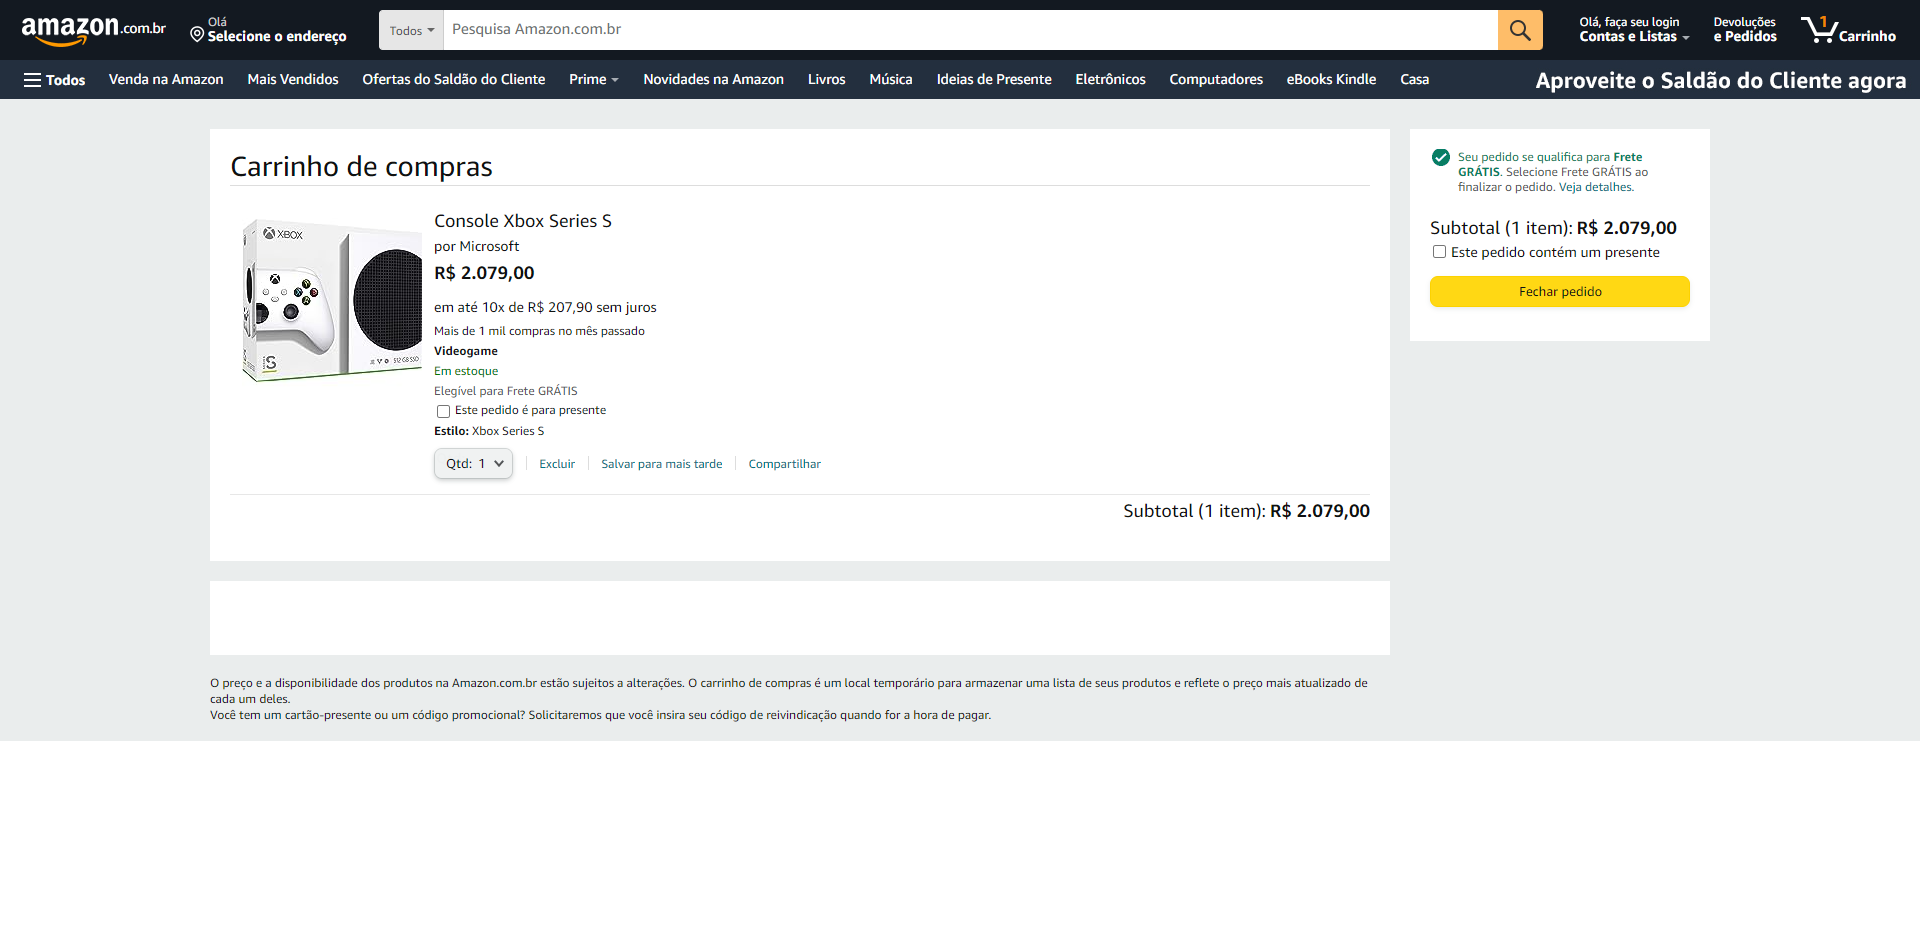 amazon.com.br
Olá
Selecione o endereço
Todos
Pesquisa Amazon.com.br
Olá, faça seu login
Contas e Listas
Devoluções
e Pedidos
1
Carrinho
Todos
Venda na Amazon
Mais Vendidos
Ofertas do Saldão do Cliente
Prime
Novidades na Amazon
Livros
Música
Ideias de Presente
Eletrônicos
Computadores
eBooks Kindle
Casa
Aproveite o Saldão do Cliente agora
Carrinho de compras
XBOX
S
512 GB SSD
Console Xbox Series S
por Microsoft
R$ 2.079,00
em até 10x de R$ 207,90 sem juros
Mais de 1 mil compras no mês passado
Videogame
Em estoque
Elegível para Frete GRÁTIS
Este pedido é para presente
Estilo: Xbox Series S
Qtd: 1
Excluir
Salvar para mais tarde
Compartilhar
Subtotal (1 item): R$ 2.079,00
Seu pedido se qualifica para Frete
GRÁTIS. Selecione Frete GRÁTIS ao
finalizar o pedido. Veja detalhes.
Subtotal (1 item): R$ 2.079,00
Este pedido contém um presente
Fechar pedido
O preço e a disponibilidade dos produtos na Amazon.com.br estão sujeitos a alterações. O carrinho de compras é um local temporário para armazenar uma lista de seus produtos e reflete o preço mais atualizado de
cada um deles.
Você tem um cartão-presente ou um código promocional? Solicitaremos que você insira seu código de reivindicação quando for a hora de pagar.